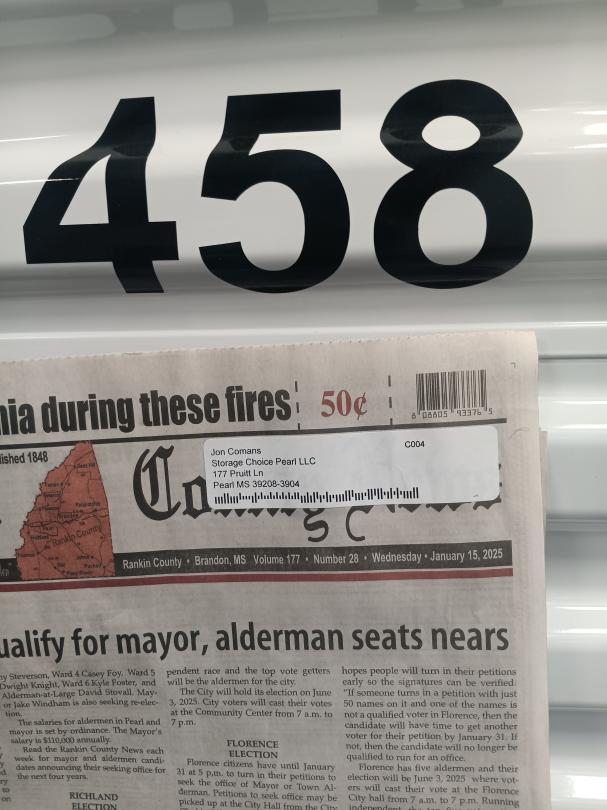 458
nia during these fires
50¢
8 08805 93376 5
ished 1848
Jon Comans
C004
Storage Choice Pearl LLC
177 Pruitt Ln
Pearl MS 39208-3904
Rankin County
Rankin County • Brandon, MS Volume 177 • Number 28 • Wednesday • January 15, 2025
ualify for mayor, alderman seats nears
y Steverson, Ward 4 Casey Foy, Ward 5
Dwight Knight, Ward 6 Kyle Foster, and
Alderman-at-Large David Stovall. May-
or Jake Windham is also seeking re-elec-
tion.
The salaries for aldermen in Pearl and
mayor is set by ordinance. The Mayor's
salary is $110,000 annually.
Read the Rankin County News each
week for mayor and aldermen candi-
dates announcing their seeking office for
the next four years.
RICHLAND
ELECTION
pendent race and the top vote getters
will be the alderman for the city.
The City will hold its election on June
3, 2025. City voters will cast their votes
at the Community Center from 7 a.m. to
7 p.m.
FLORENCE
ELECTION
Florence citizens have until January
31 at 5 p.m. to turn in their petitions to
seek the office of Mayor or Town Al-
derman. Petitions to seek office may be
picked up at the City Hall from the City
hopes people will turn in their petitions
early so the signatures can be verified.
"If someone turns in a petition with just
50 names on it and one of the names is
not a qualified voter in Florence, then the
candidate will have time to get another
voter for their petition by January 31. If
not, then the candidate will no longer be
qualified to run for an office.
Florence has five aldermen and their
election will be June 3, 2025 where vot-
ers will cast their vote at the Florence
City hall from 7 a.m. to 7 p.m. Running